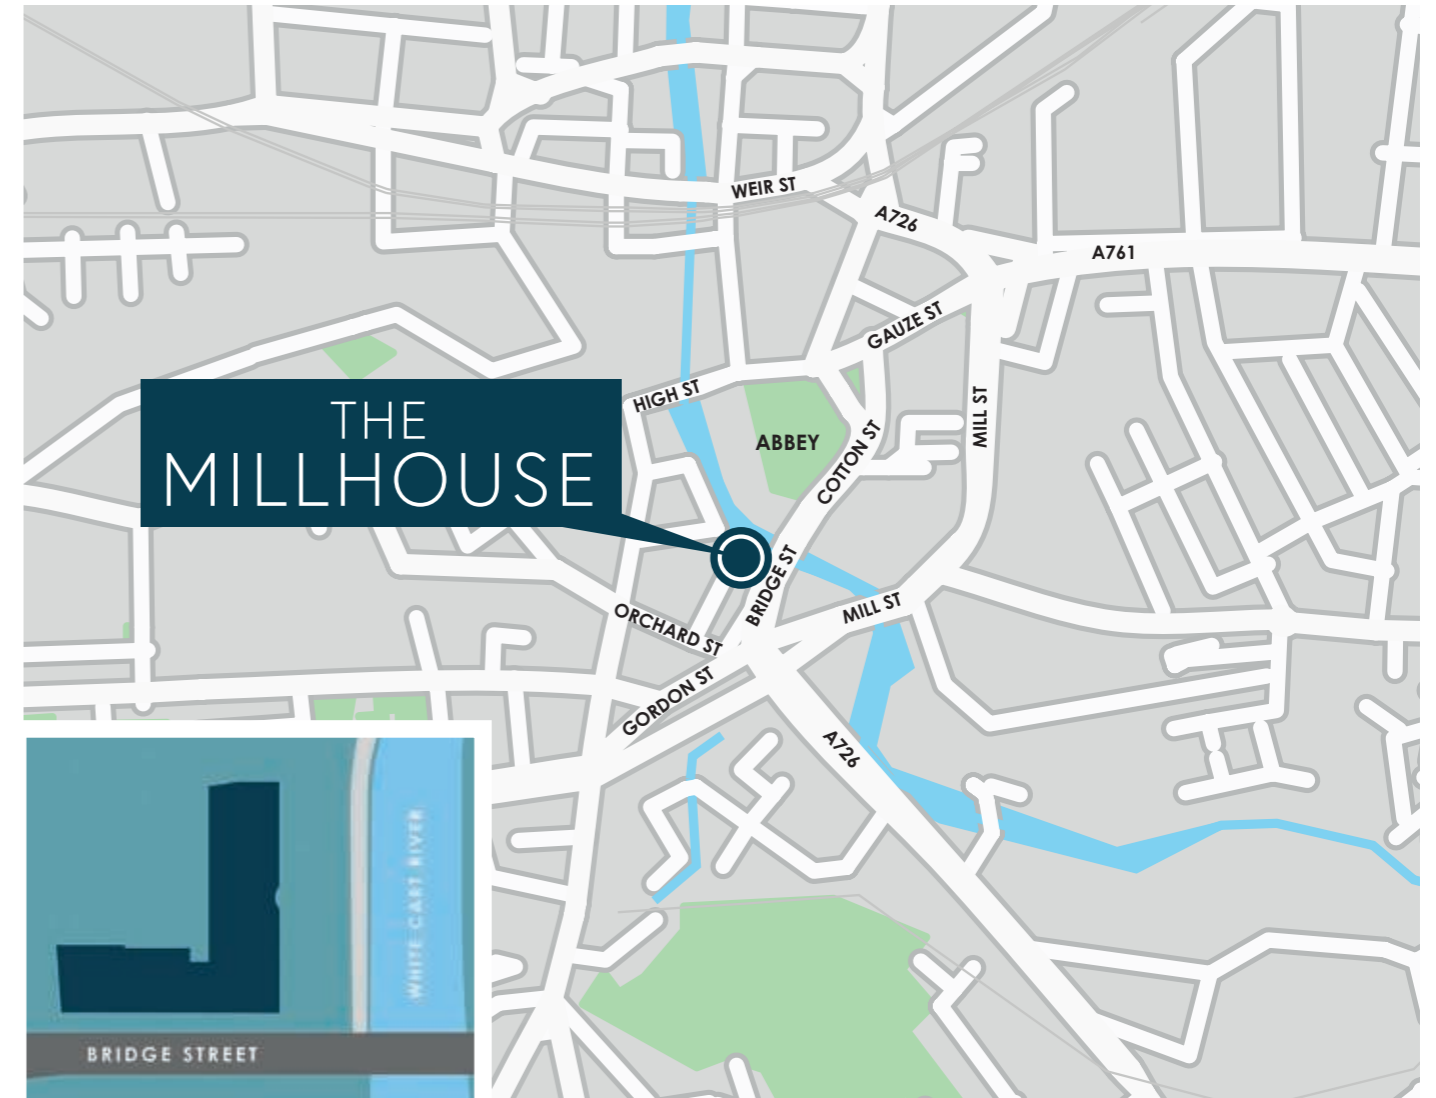 WEIR ST
A726
A761
GAUZE ST
HIGH ST
THE
MILLHOUSE
MILL ST
ABBEY
COTTON ST
BRIDGE ST
MILL ST
ORCHARD ST
GORDON ST
A726
WHITE CART RIVER
BRIDGE STREET